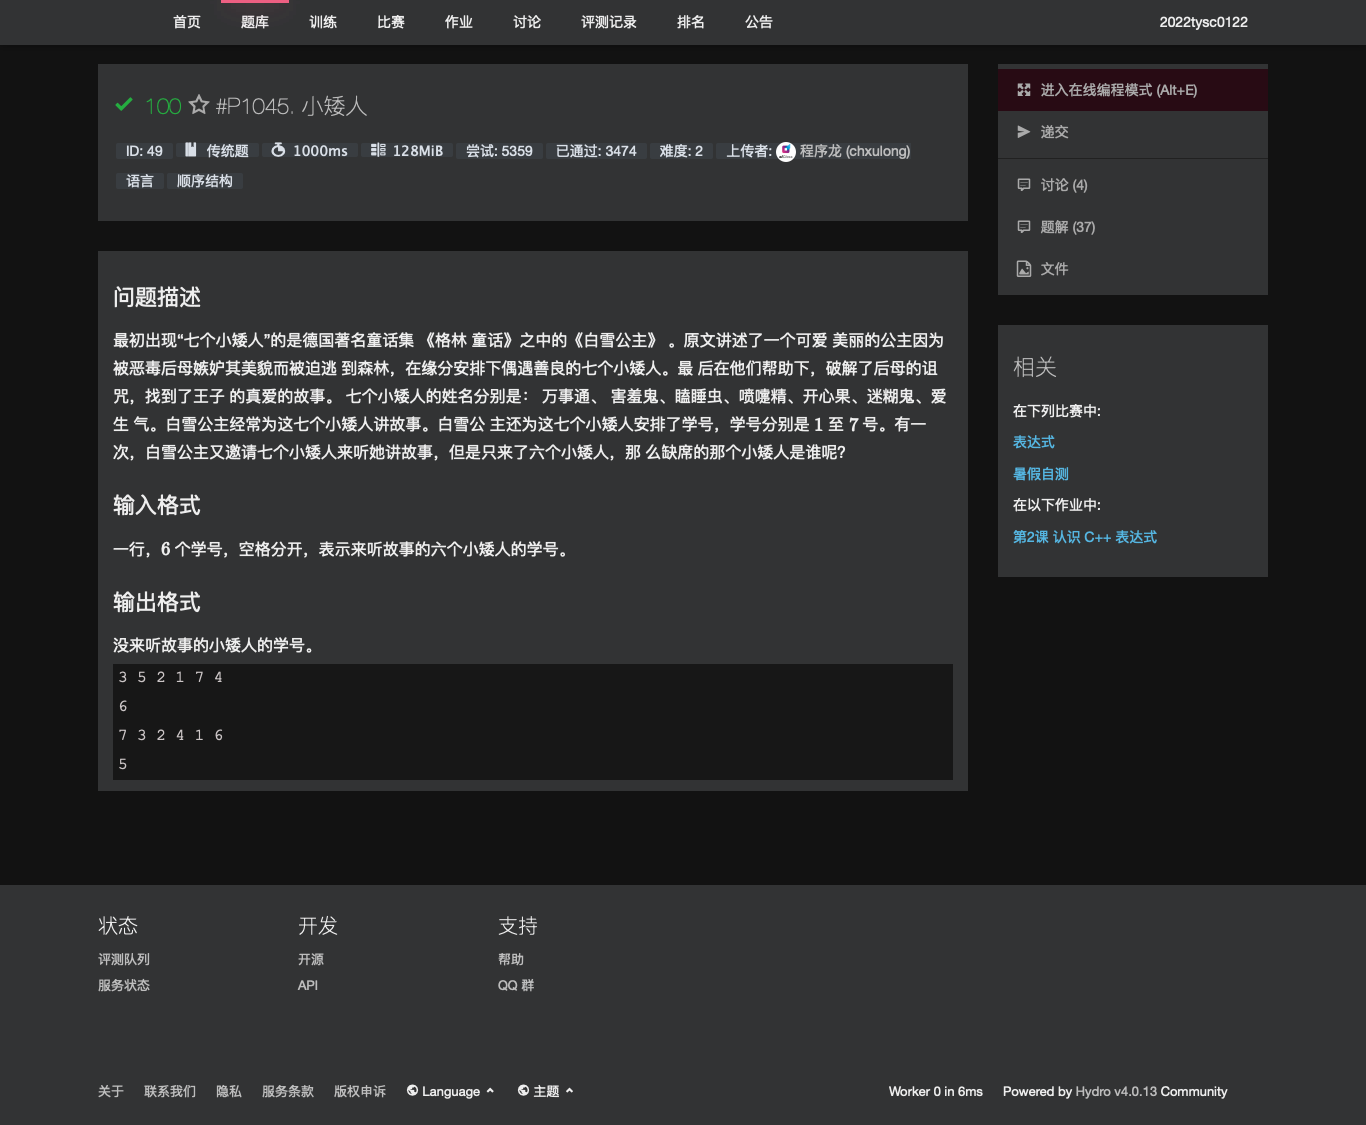 首页 题库 训练 比赛 作业 讨论 评测记录 排名 公告 2022tysc0122
100 #P1045. 小矮人
ID: 49 传统题 1000ms 128MiB 尝试: 5359 已通过: 3474 难度: 2 上传者: 程序龙 (chxulong)
语言 顺序结构
问题描述
最初出现“七个小矮人”的是德国著名童话集 《格林 童话》之中的《白雪公主》 。原文讲述了一个可爱 美丽的公主因为
被恶毒后母嫉妒其美貌而被迫逃 到森林，在缘分安排下偶遇善良的七个小矮人。最 后在他们帮助下，破解了后母的诅
咒，找到了王子 的真爱的故事。 七个小矮人的姓名分别是： 万事通、 害羞鬼、瞌睡虫、喷嚏精、开心果、迷糊鬼、爱
生 气。白雪公主经常为这七个小矮人讲故事。白雪公 主还为这七个小矮人安排了学号，学号分别是 1 至 7 号。有一
次，白雪公主又邀请七个小矮人来听她讲故事，但是只来了六个小矮人，那 么缺席的那个小矮人是谁呢?
输入格式
一行，6 个学号，空格分开，表示来听故事的六个小矮人的学号。
输出格式
没来听故事的小矮人的学号。
3 5 2 1 7 4
6
7 3 2 4 1 6
5
进入在线编程模式 (Alt+E)
递交
讨论 (4)
题解 (37)
文件
相关
在下列比赛中:
表达式
暑假自测
在以下作业中:
第2课 认识 C++ 表达式
状态
评测队列
服务状态
开发
开源
API
支持
帮助
QQ 群
关于 联系我们 隐私 服务条款 版权申诉 Language 主题 Worker 0 in 6ms Powered by Hydro v4.0.13 Community